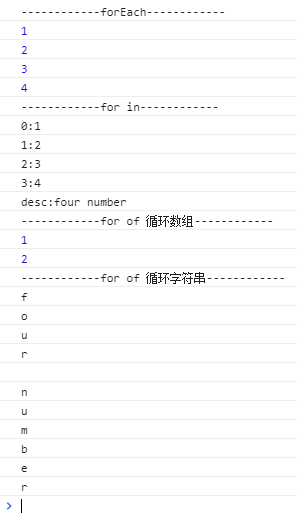 ------------forEach------------
1
2
3
4
------------for in------------
0:1
1:2
2:3
3:4
desc:four number
------------for of 循环数组------------
1
2
------------for of 循环字符串------------
f
o
u
r

n
u
m
b
e
r
>